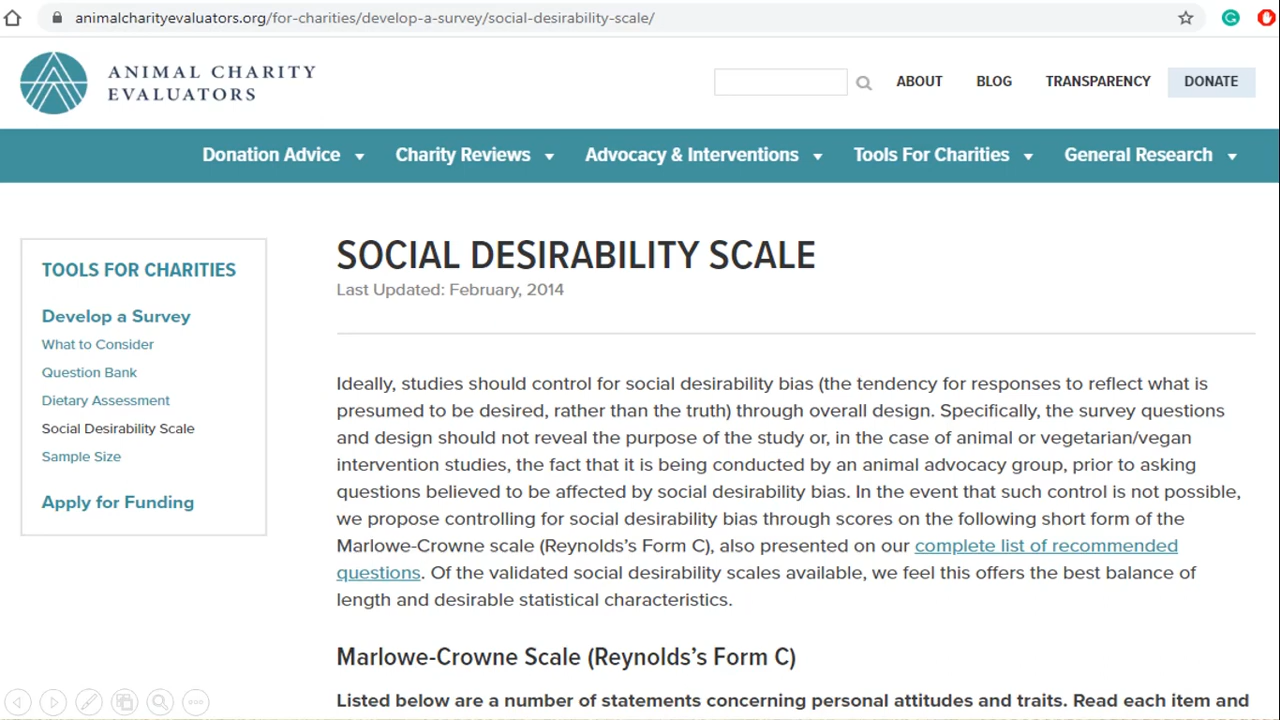 animalcharityevaluators.org/for-charities/develop-a-survey/social-desirability-scale/
ANIMAL CHARITY
EVALUATORS
ABOUT
BLOG
TRANSPARENCY
DONATE
Donation Advice
Charity Reviews
Advocacy & Interventions
Tools For Charities
General Research
TOOLS FOR CHARITIES
Develop a Survey
What to Consider
Question Bank
Dietary Assessment
Social Desirability Scale
Sample Size
Apply for Funding
SOCIAL DESIRABILITY SCALE
Last Updated: February, 2014
Ideally, studies should control for social desirability bias (the tendency for responses to reflect what is
presumed to be desired, rather than the truth) through overall design. Specifically, the survey questions
and design should not reveal the purpose of the study or, in the case of animal or vegetarian/vegan
intervention studies, the fact that it is being conducted by an animal advocacy group, prior to asking
questions believed to be affected by social desirability bias. In the event that such control is not possible,
we propose controlling for social desirability bias through scores on the following short form of the
Marlowe-Crowne scale (Reynolds’s Form C), also presented on our complete list of recommended
questions. Of the validated social desirability scales available, we feel this offers the best balance of
length and desirable statistical characteristics.
Marlowe-Crowne Scale (Reynolds’s Form C)
Listed below are a number of statements concerning personal attitudes and traits. Read each item and